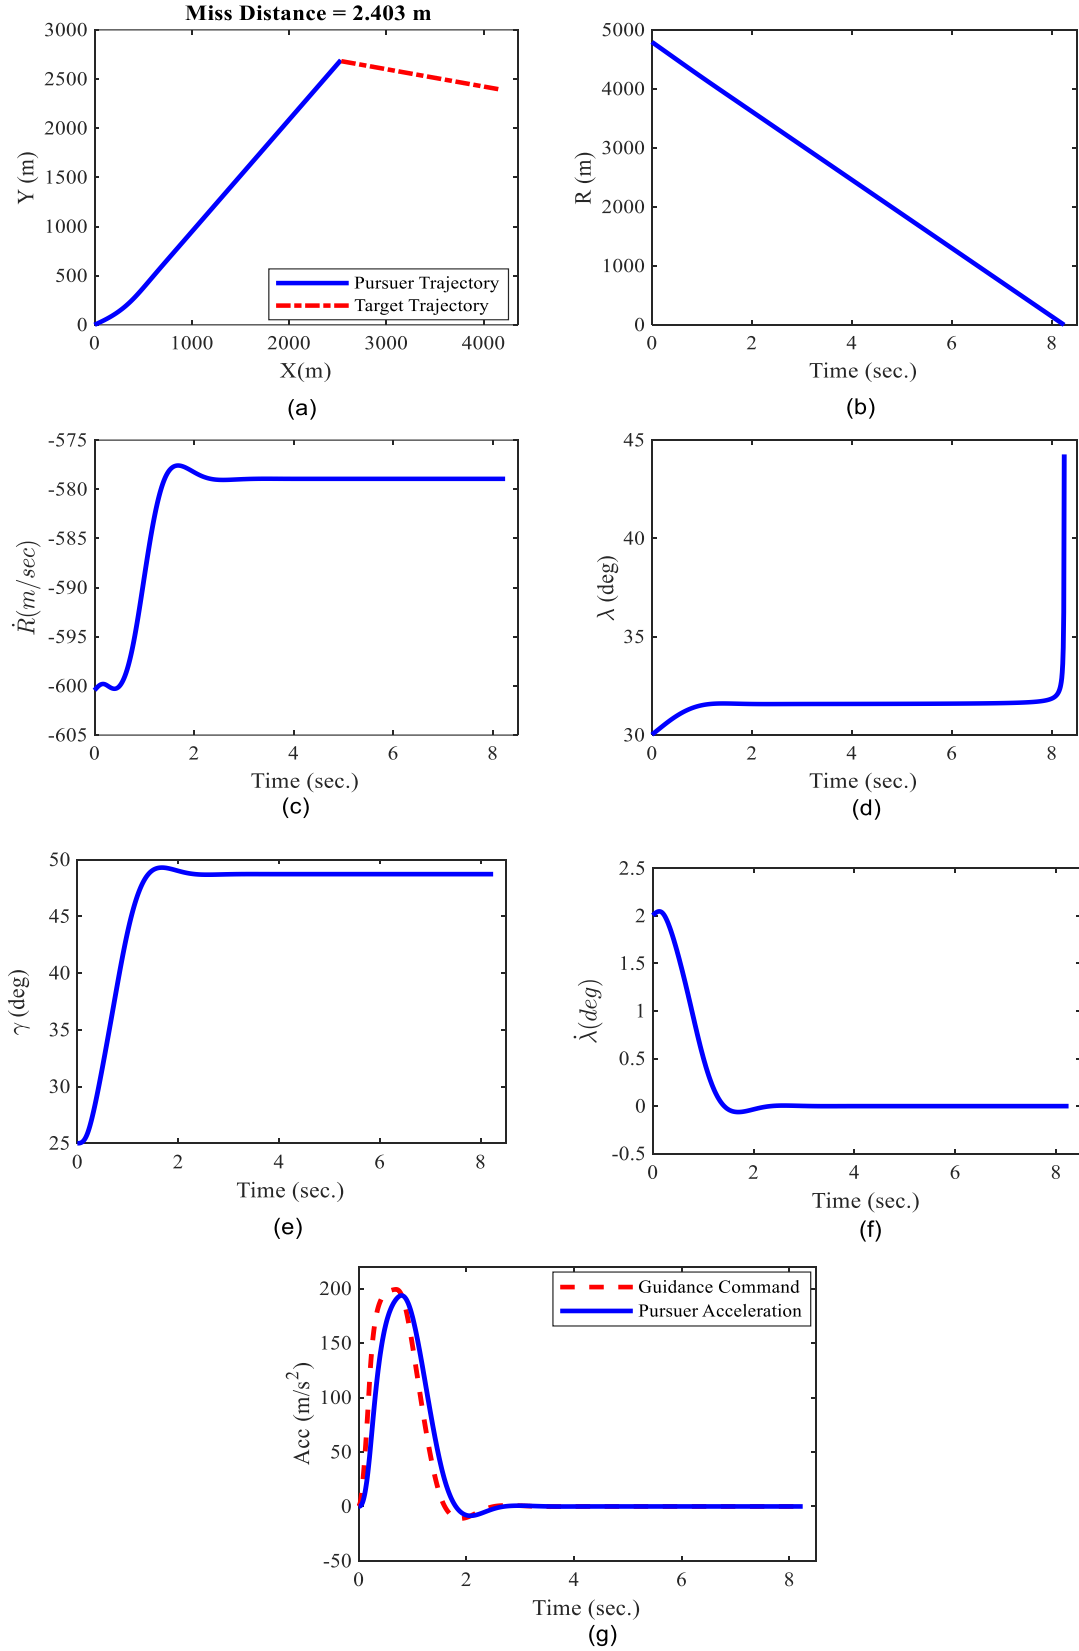 Miss Distance = 2.403 m
3000
2500
2000
1500
1000
500
0
Y (m)
0 1000 2000 3000 4000
X(m)
Pursuer Trajectory
Target Trajectory
(a)
5000
4000
3000
2000
1000
0
R (m)
0 2 4 6 8
Time (sec.)
(b)
-575
-580
-585
-590
-595
-600
-605
Ṙ(m/sec)
0 2 4 6 8
Time (sec.)
(c)
45
40
35
30
λ (deg)
0 2 4 6 8
Time (sec.)
(d)
50
45
40
35
30
25
γ (deg)
0 2 4 6 8
Time (sec.)
(e)
2.5
2
1.5
1
0.5
0
-0.5
λ̇(deg)
0 2 4 6 8
Time (sec.)
(f)
200
150
100
50
0
-50
Acc (m/s²)
0 2 4 6 8
Time (sec.)
Guidance Command
Pursuer Acceleration
(g)